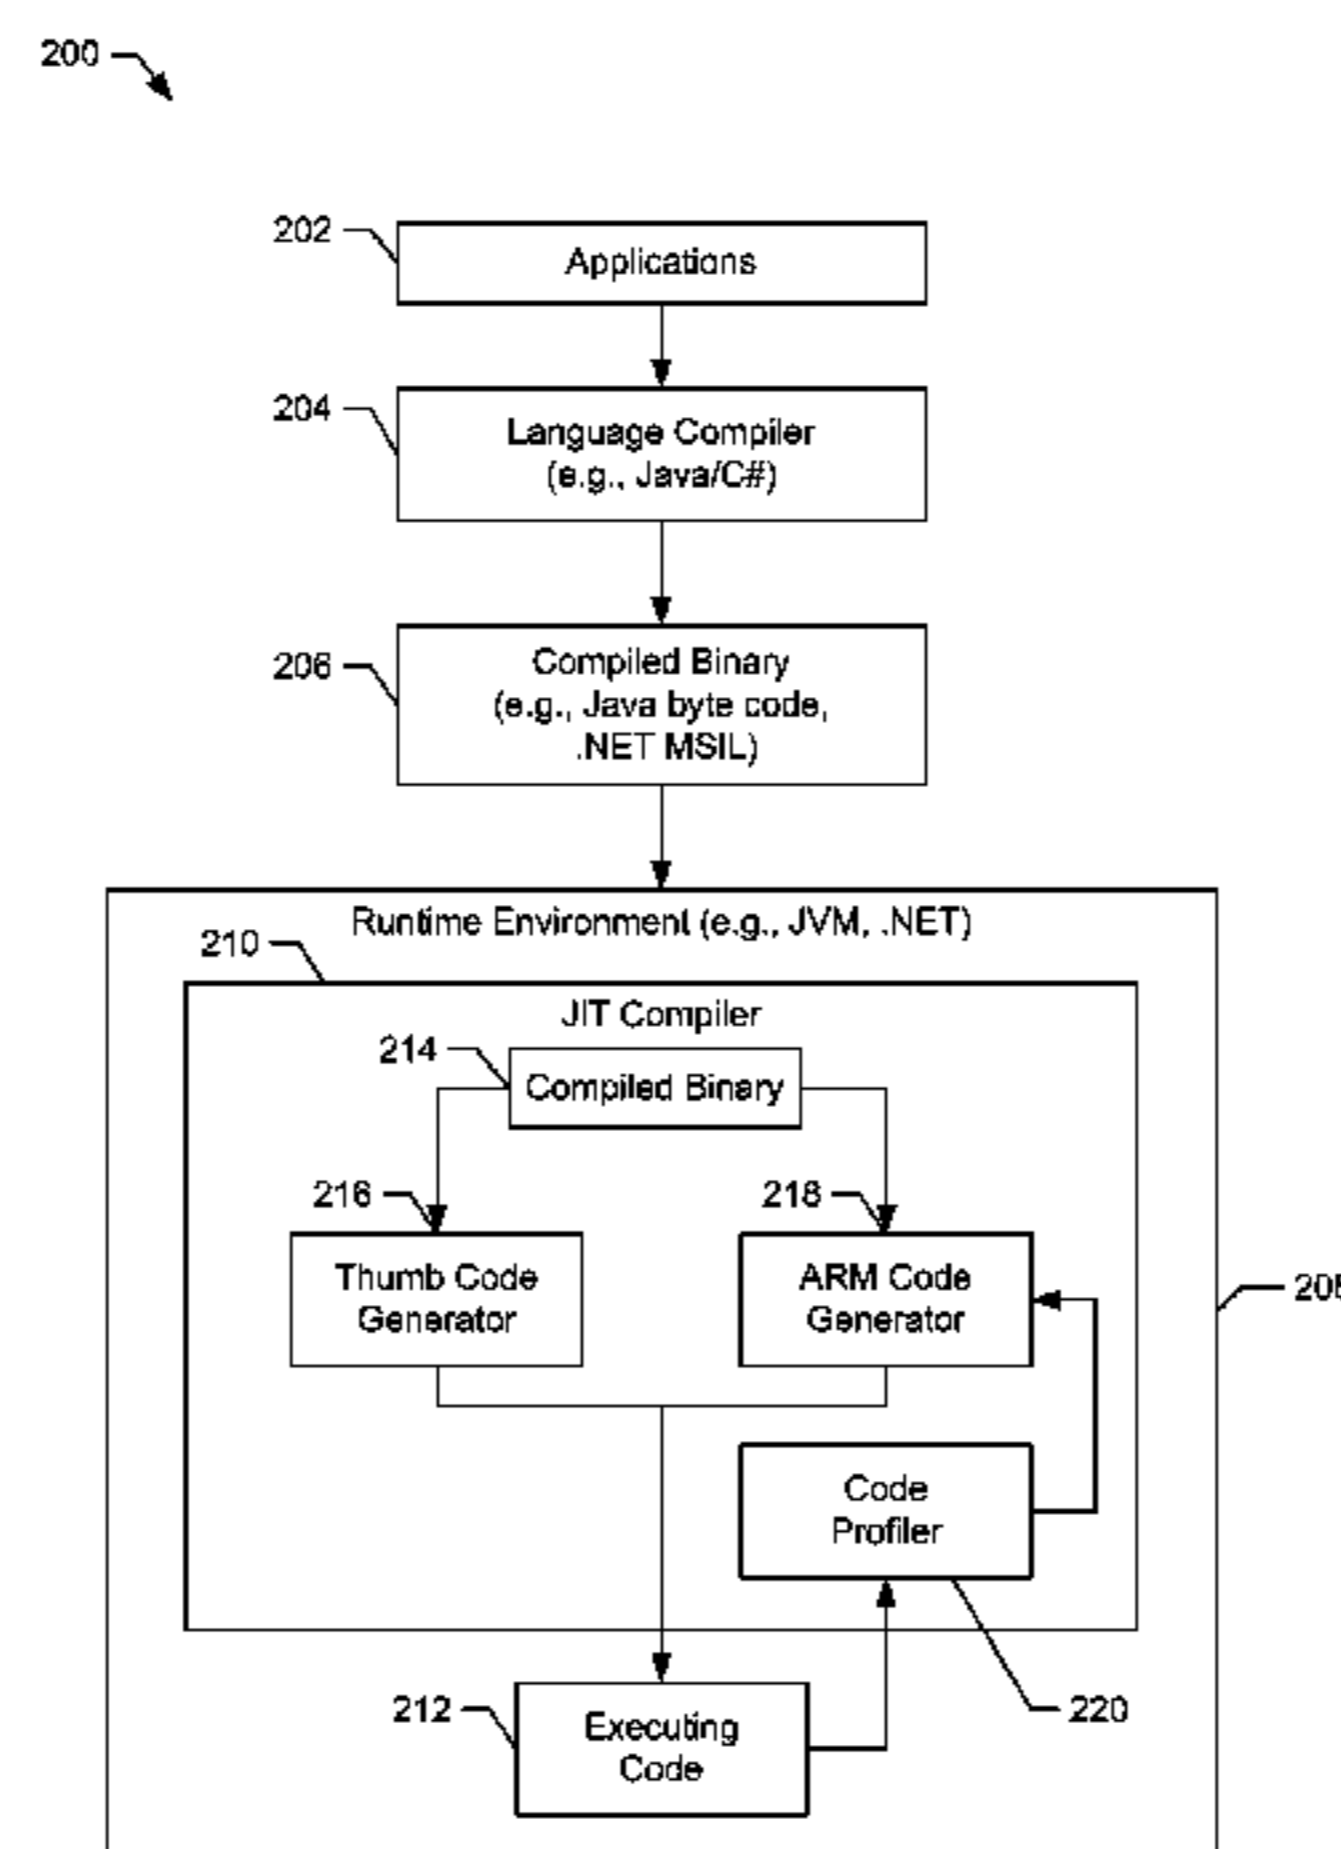 200
202
Applications
204
Language Compiler
(e.g., Java/C#)
206
Compiled Binary
(e.g., Java byte code,
.NET MSIL)
Runtime Environment (e.g., JVM, .NET)
210
JIT Compiler
214
Compiled Binary
216
218
Thumb Code
Generator
ARM Code
Generator
Code
Profiler
212
Executing
Code
220